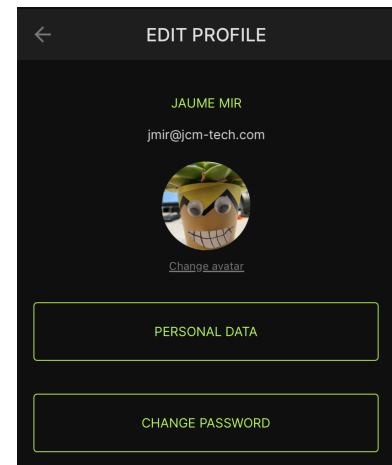 EDIT PROFILE
JAUME MIR
jmir@jcm-tech.com
Change avatar
PERSONAL DATA
CHANGE PASSWORD